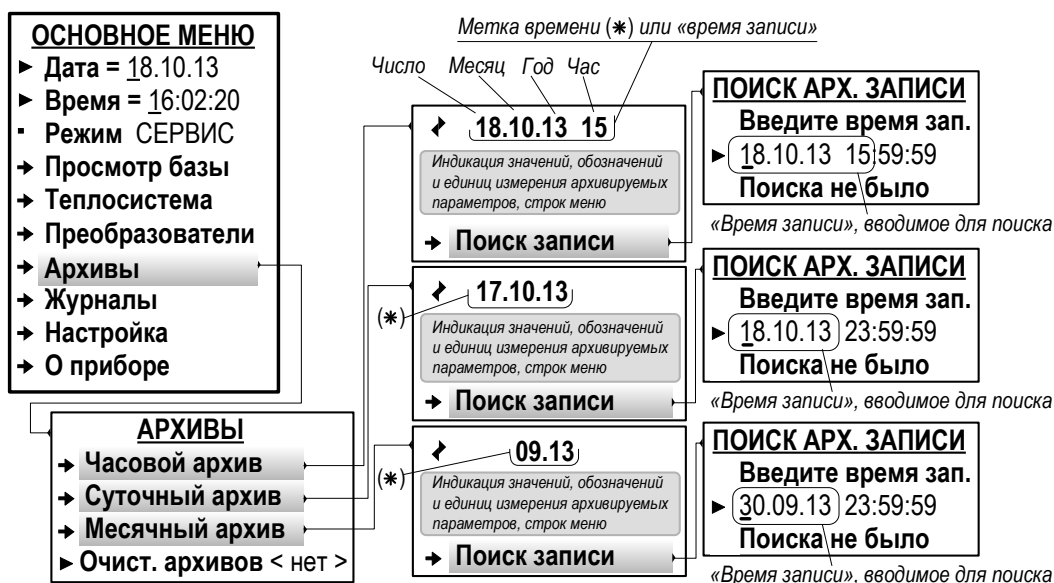 ОСНОВНОЕ МЕНЮ
Дата = 18.10.13
Время = 16:02:20
Режим СЕРВИС
Просмотр базы
Теплосистема
Преобразователи
Архивы
Журналы
Настройка
О приборе
АРХИВЫ
Часовой архив
Суточный архив
Месячный архив
Очист. архивов < нет >
Метка времени (⁕) или «время записи»
Число Месяц Год Час
18.10.13 15
Индикация значений, обозначений
и единиц измерения архивируемых
параметров, строк меню
Поиск записи
(⁕)
17.10.13
Индикация значений, обозначений
и единиц измерения архивируемых
параметров, строк меню
Поиск записи
(⁕)
09.13
Индикация значений, обозначений
и единиц измерения архивируемых
параметров, строк меню
Поиск записи
ПОИСК АРХ. ЗАПИСИ
Введите время зап.
18.10.13 15:59:59
Поиска не было
«Время записи», вводимое для поиска
ПОИСК АРХ. ЗАПИСИ
Введите время зап.
18.10.13 23:59:59
Поиска не было
«Время записи», вводимое для поиска
ПОИСК АРХ. ЗАПИСИ
Введите время зап.
30.09.13 23:59:59
Поиска не было
«Время записи», вводимое для поиска